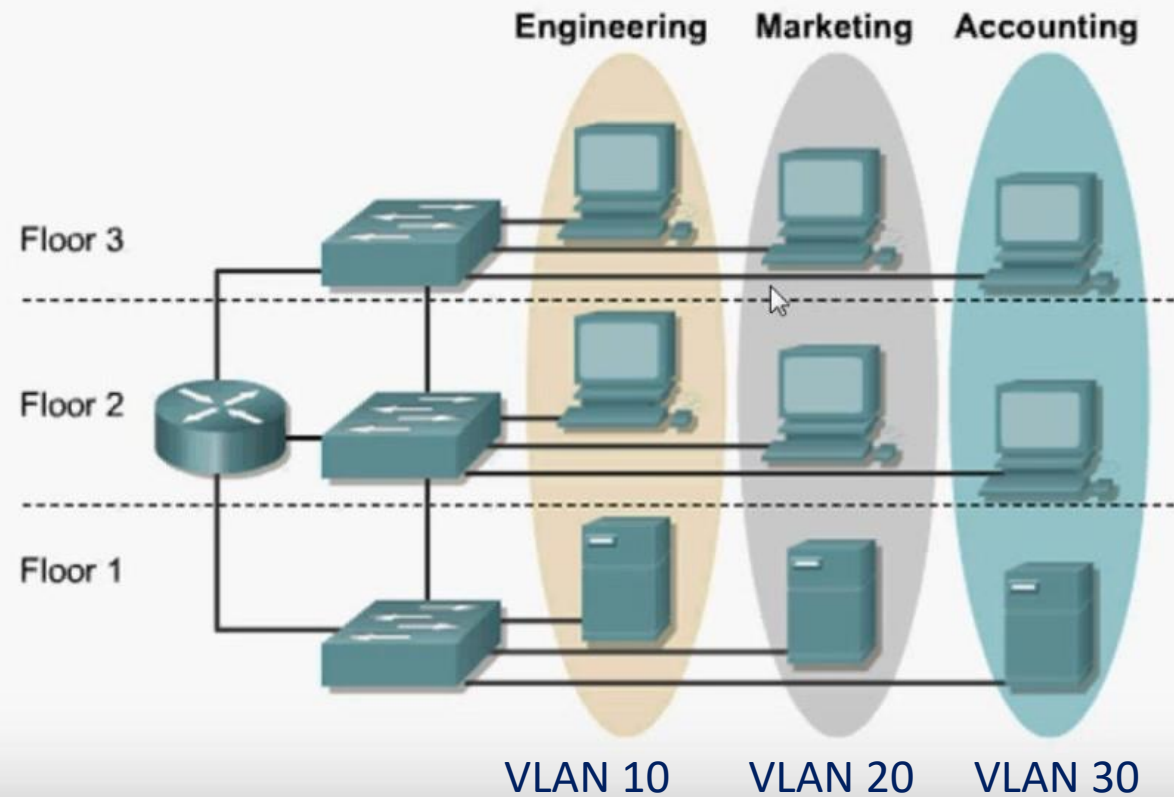 Engineering Marketing Accounting
Floor 3
Floor 2
Floor 1
VLAN 10 VLAN 20 VLAN 30